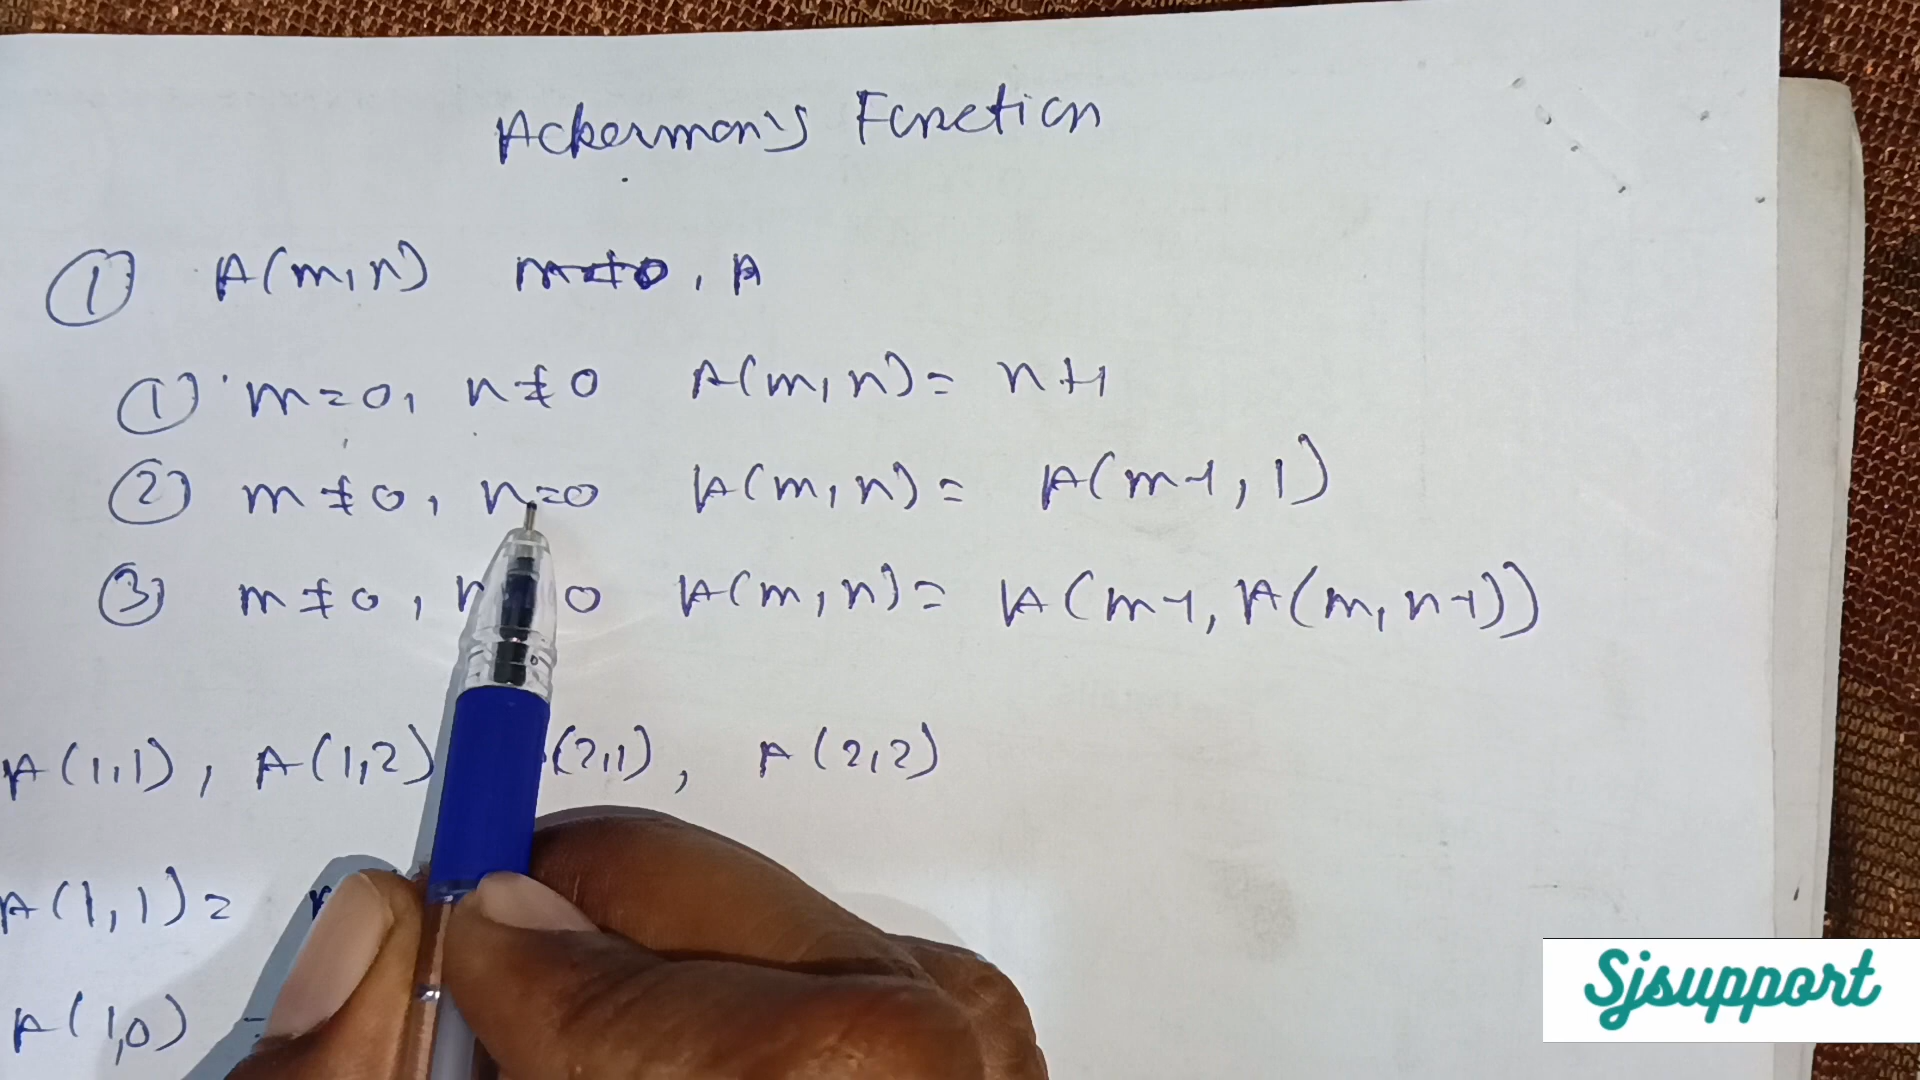 Ackerman's Function
① A(m,n) m≠0, A
① m=0, n≠0 A(m,n)= n+1
② m≠0, n=0 A(m,n)= A(m-1, 1)
③ m≠0, n 0 A(m,n)= A(m-1, A(m, n-1))
A(1,1), A(1,2) (2,1), A(2,2)
A(1,1)=
A(1,0) =
Sjsupport